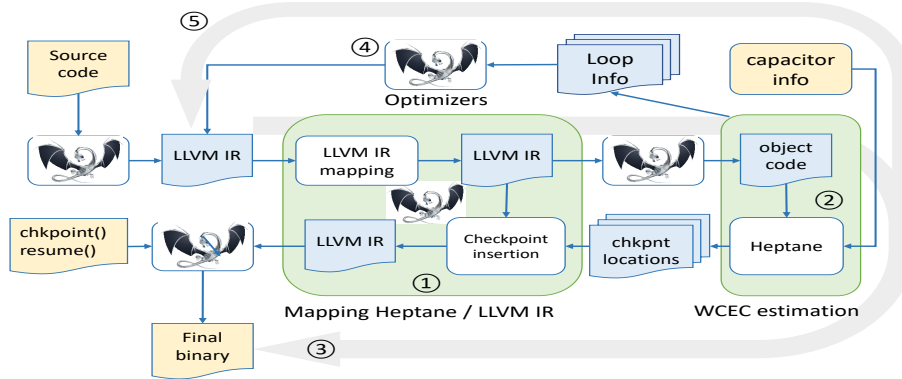 ⑤
④
Source
code
Loop
Info
capacitor
info
Optimizers
LLVM IR
LLVM IR
mapping
LLVM IR
object
code
②
chkpoint()
resume()
LLVM IR
Checkpoint
insertion
chkpnt
locations
Heptane
①
Mapping Heptane / LLVM IR
WCEC estimation
Final
binary
③